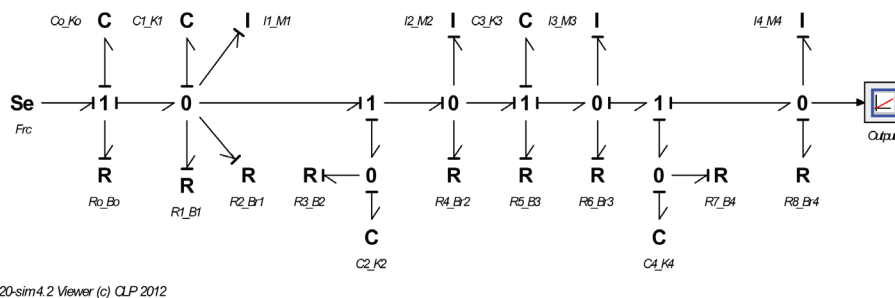 Co_Ko C C1_K1 C I I1_M1 I2_M2 I C3_K3 C I3_M3 I I4_M4 I
Se 1 0 1 0 1 0 1 0
Frc Output
R R R R 0 R R R 0 R R
Ro_Bo R1_B1 R2_Br1 R3_B2 R4_Br2 R5_B3 R6_Br3 R7_B4 R8_Br4
C C
C2_K2 C4_K4
20-sim 4.2 Viewer (c) CLP 2012